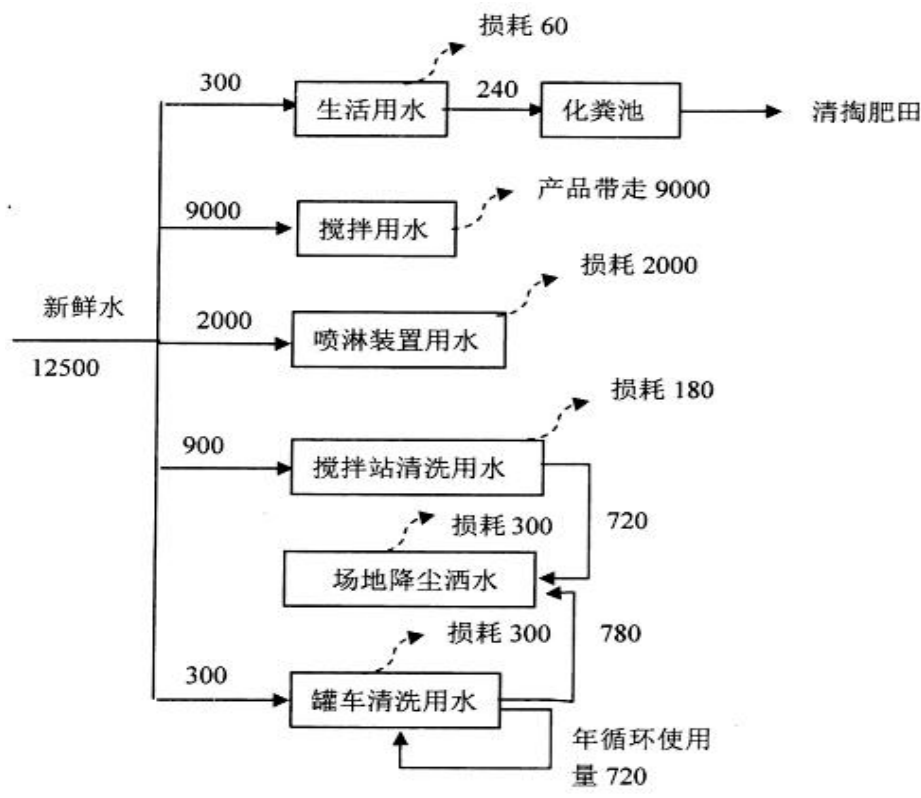 损耗 60
300
生活用水
240
化粪池
清掏肥田
产品带走 9000
9000
搅拌用水
损耗 2000
新鲜水
12500
2000
喷淋装置用水
损耗 180
900
搅拌站清洗用水
720
损耗 300
场地降尘洒水
损耗 300
780
300
罐车清洗用水
年循环使用
量 720